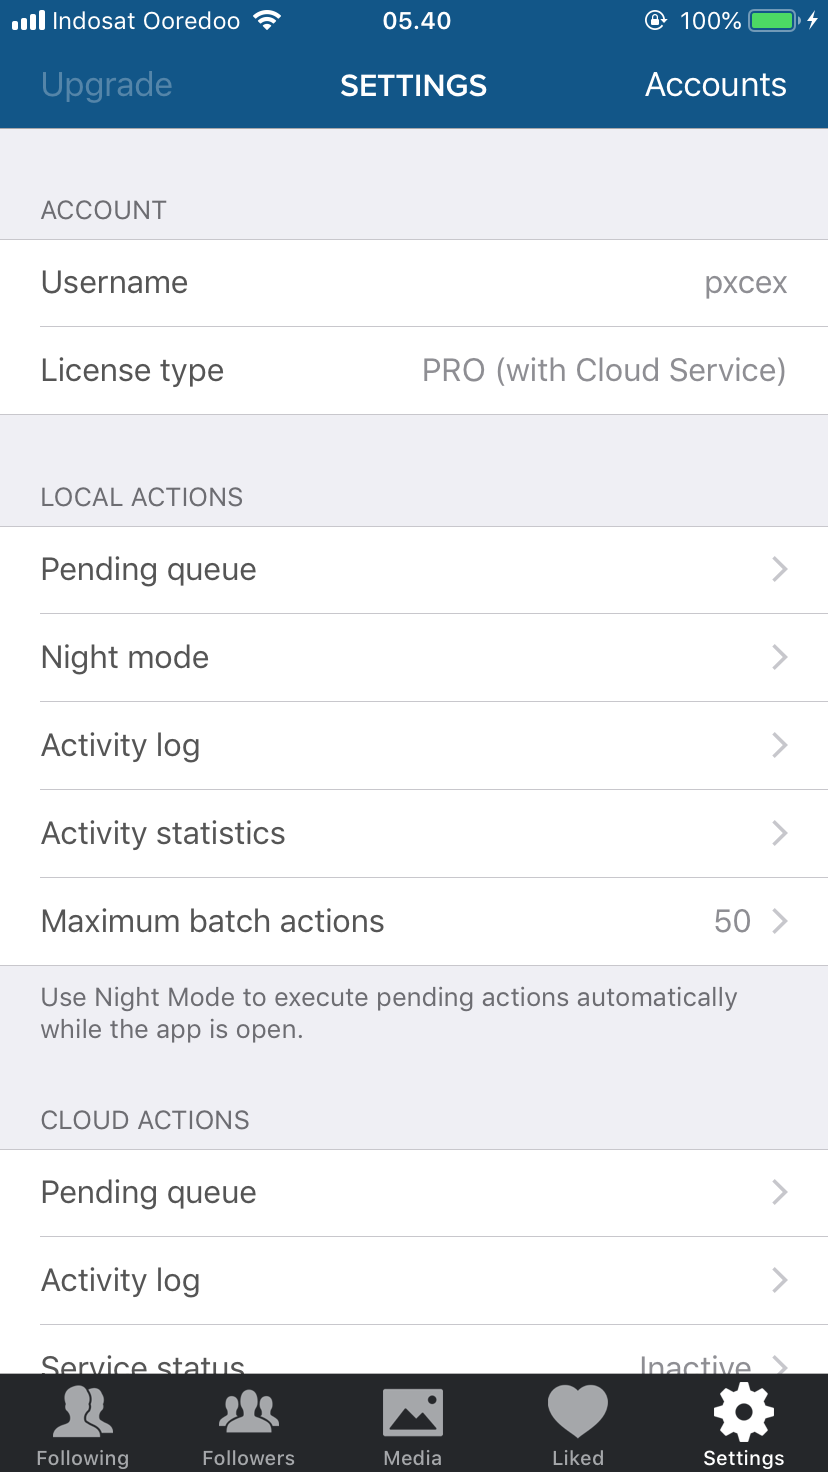 Indosat Ooredoo 05.40 100%
Upgrade SETTINGS Accounts
ACCOUNT
Username pxcex
License type PRO (with Cloud Service)
LOCAL ACTIONS
Pending queue
Night mode
Activity log
Activity statistics
Maximum batch actions 50
Use Night Mode to execute pending actions automatically
while the app is open.
CLOUD ACTIONS
Pending queue
Activity log
Service status Inactive
Following Followers Media Liked Settings